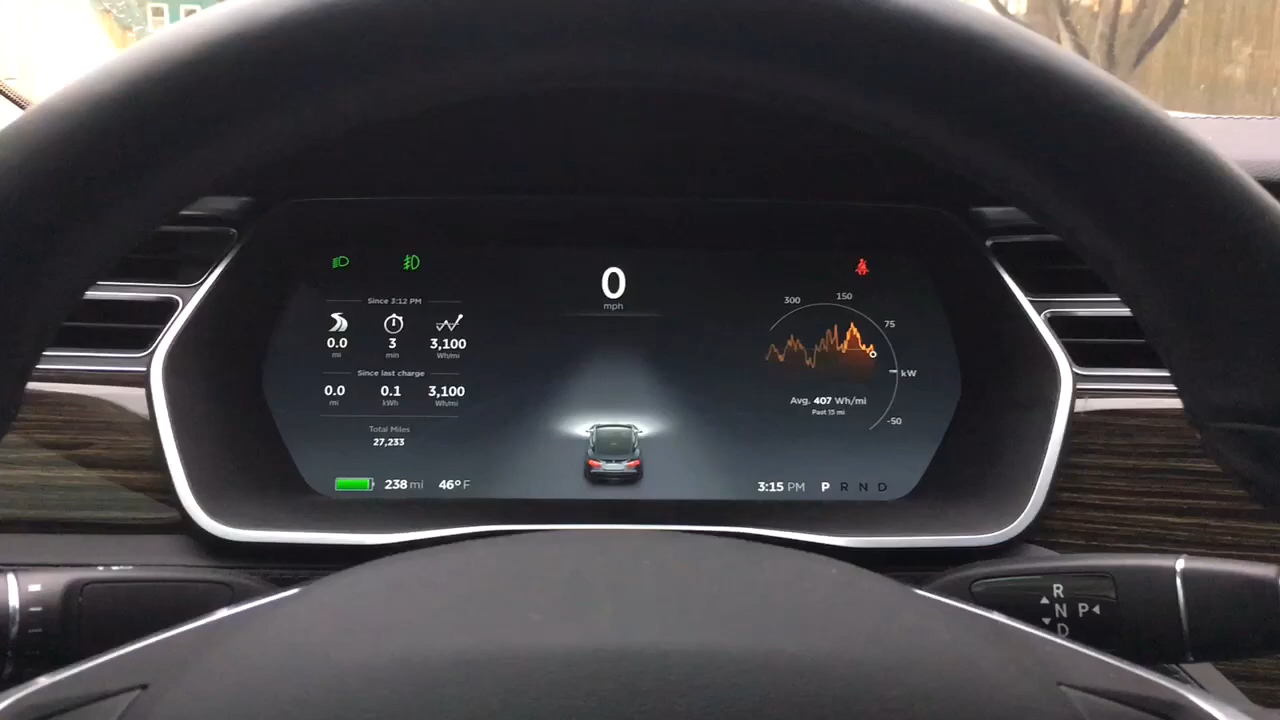 0
mph
Since 3:12 PM
0.0 3 3,100
mi min Wh/mi
Since last charge
0.0 0.1 3,100
mi kWh Wh/mi
Total Miles
27,233
238 mi 46° F
300 150
75
kW
-50
Avg. 407 Wh/mi
Past 15 mi
3:15 PM P R N D
R
N P
D